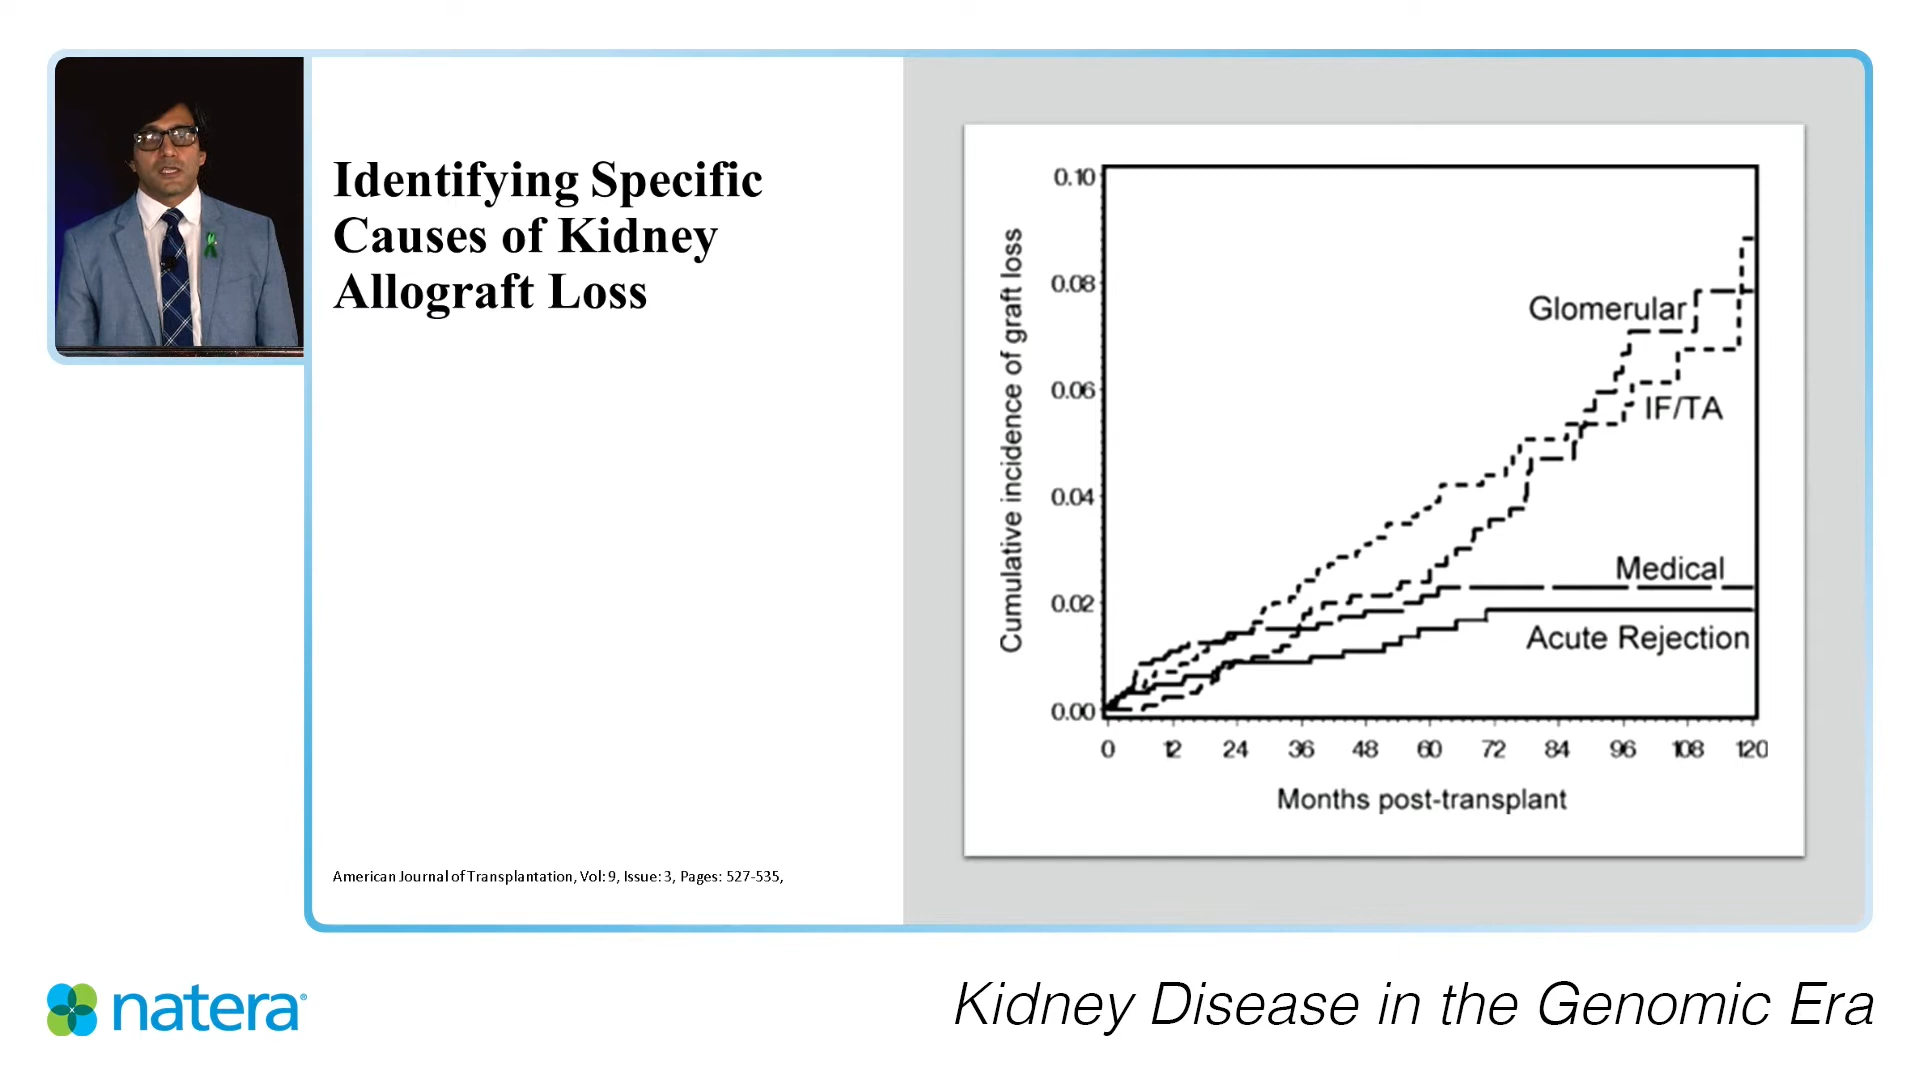 Identifying Specific
Causes of Kidney
Allograft Loss
American Journal of Transplantation, Vol: 9, Issue: 3, Pages: 527-535,
Cumulative incidence of graft loss
0.10
0.08
0.06
0.04
0.02
0.00
Glomerular
IF/TA
Medical
Acute Rejection
0 12 24 36 48 60 72 84 96 108 120
Months post-transplant
natera®
Kidney Disease in the Genomic Era